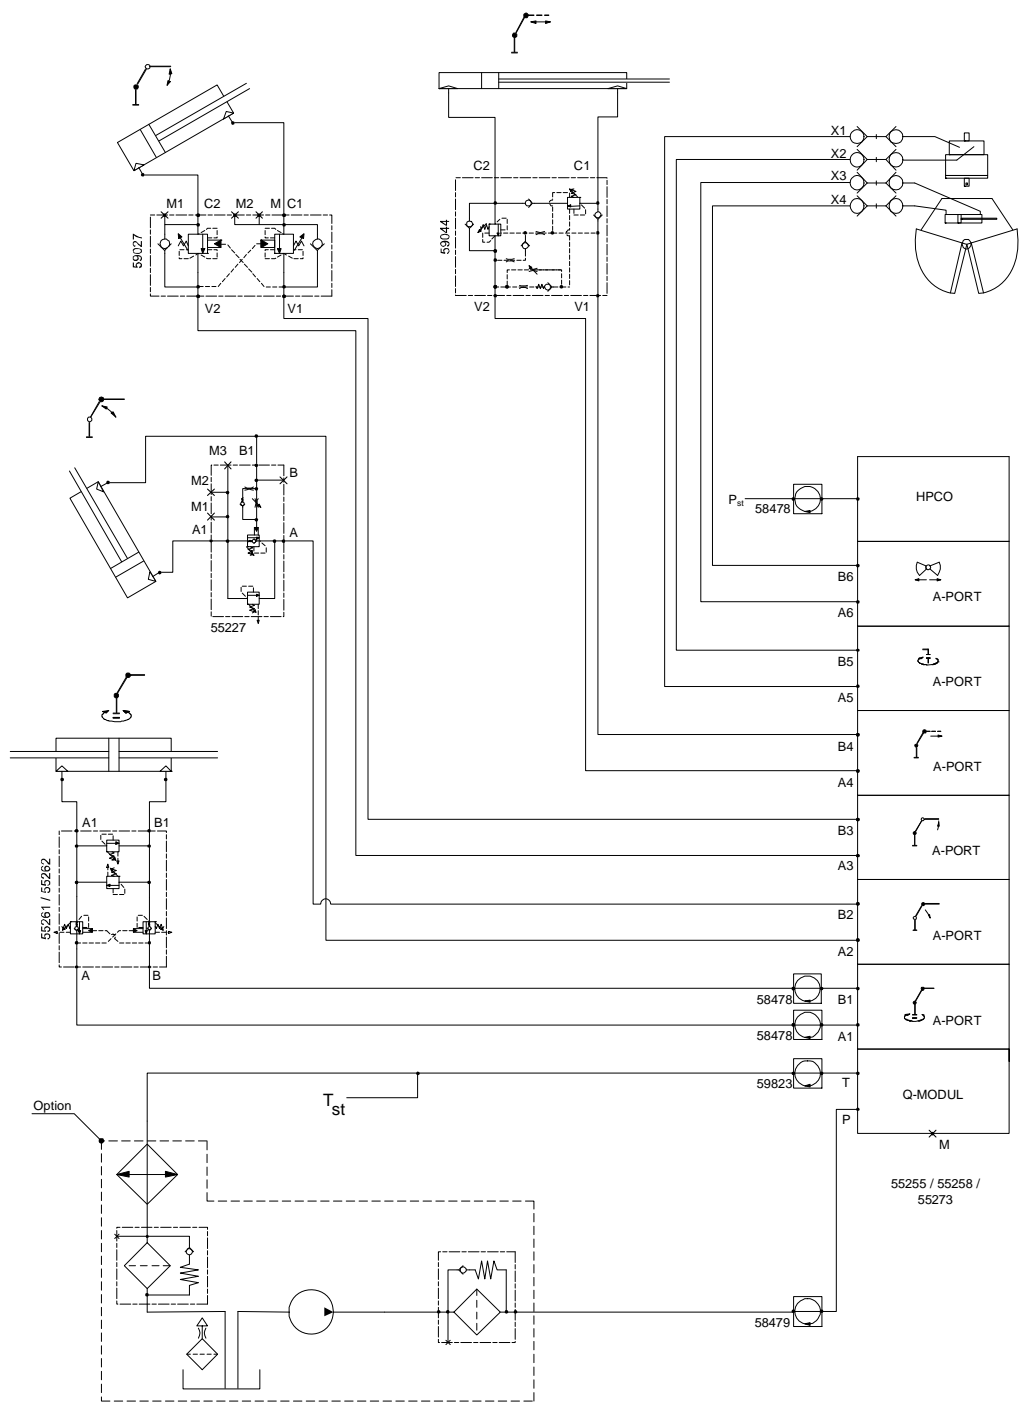 X1
X2
X3
X4
C2 C1
59044
V2 V1
M1 C2 M2 M C1
59027
V2 V1
M3 B1
B
M2
M1
A1 A
55227
P_st
58478
HPCO
B6
A-PORT
A6
B5
A-PORT
A5
B4
A-PORT
A4
B3
A-PORT
A3
B2
A-PORT
A2
A1 B1
55261 / 55262
A B
58478 B1
A-PORT
58478 A1
59823 T
Q-MODUL
T_st
P
M
Option
55255 / 55258 /
55273
58479